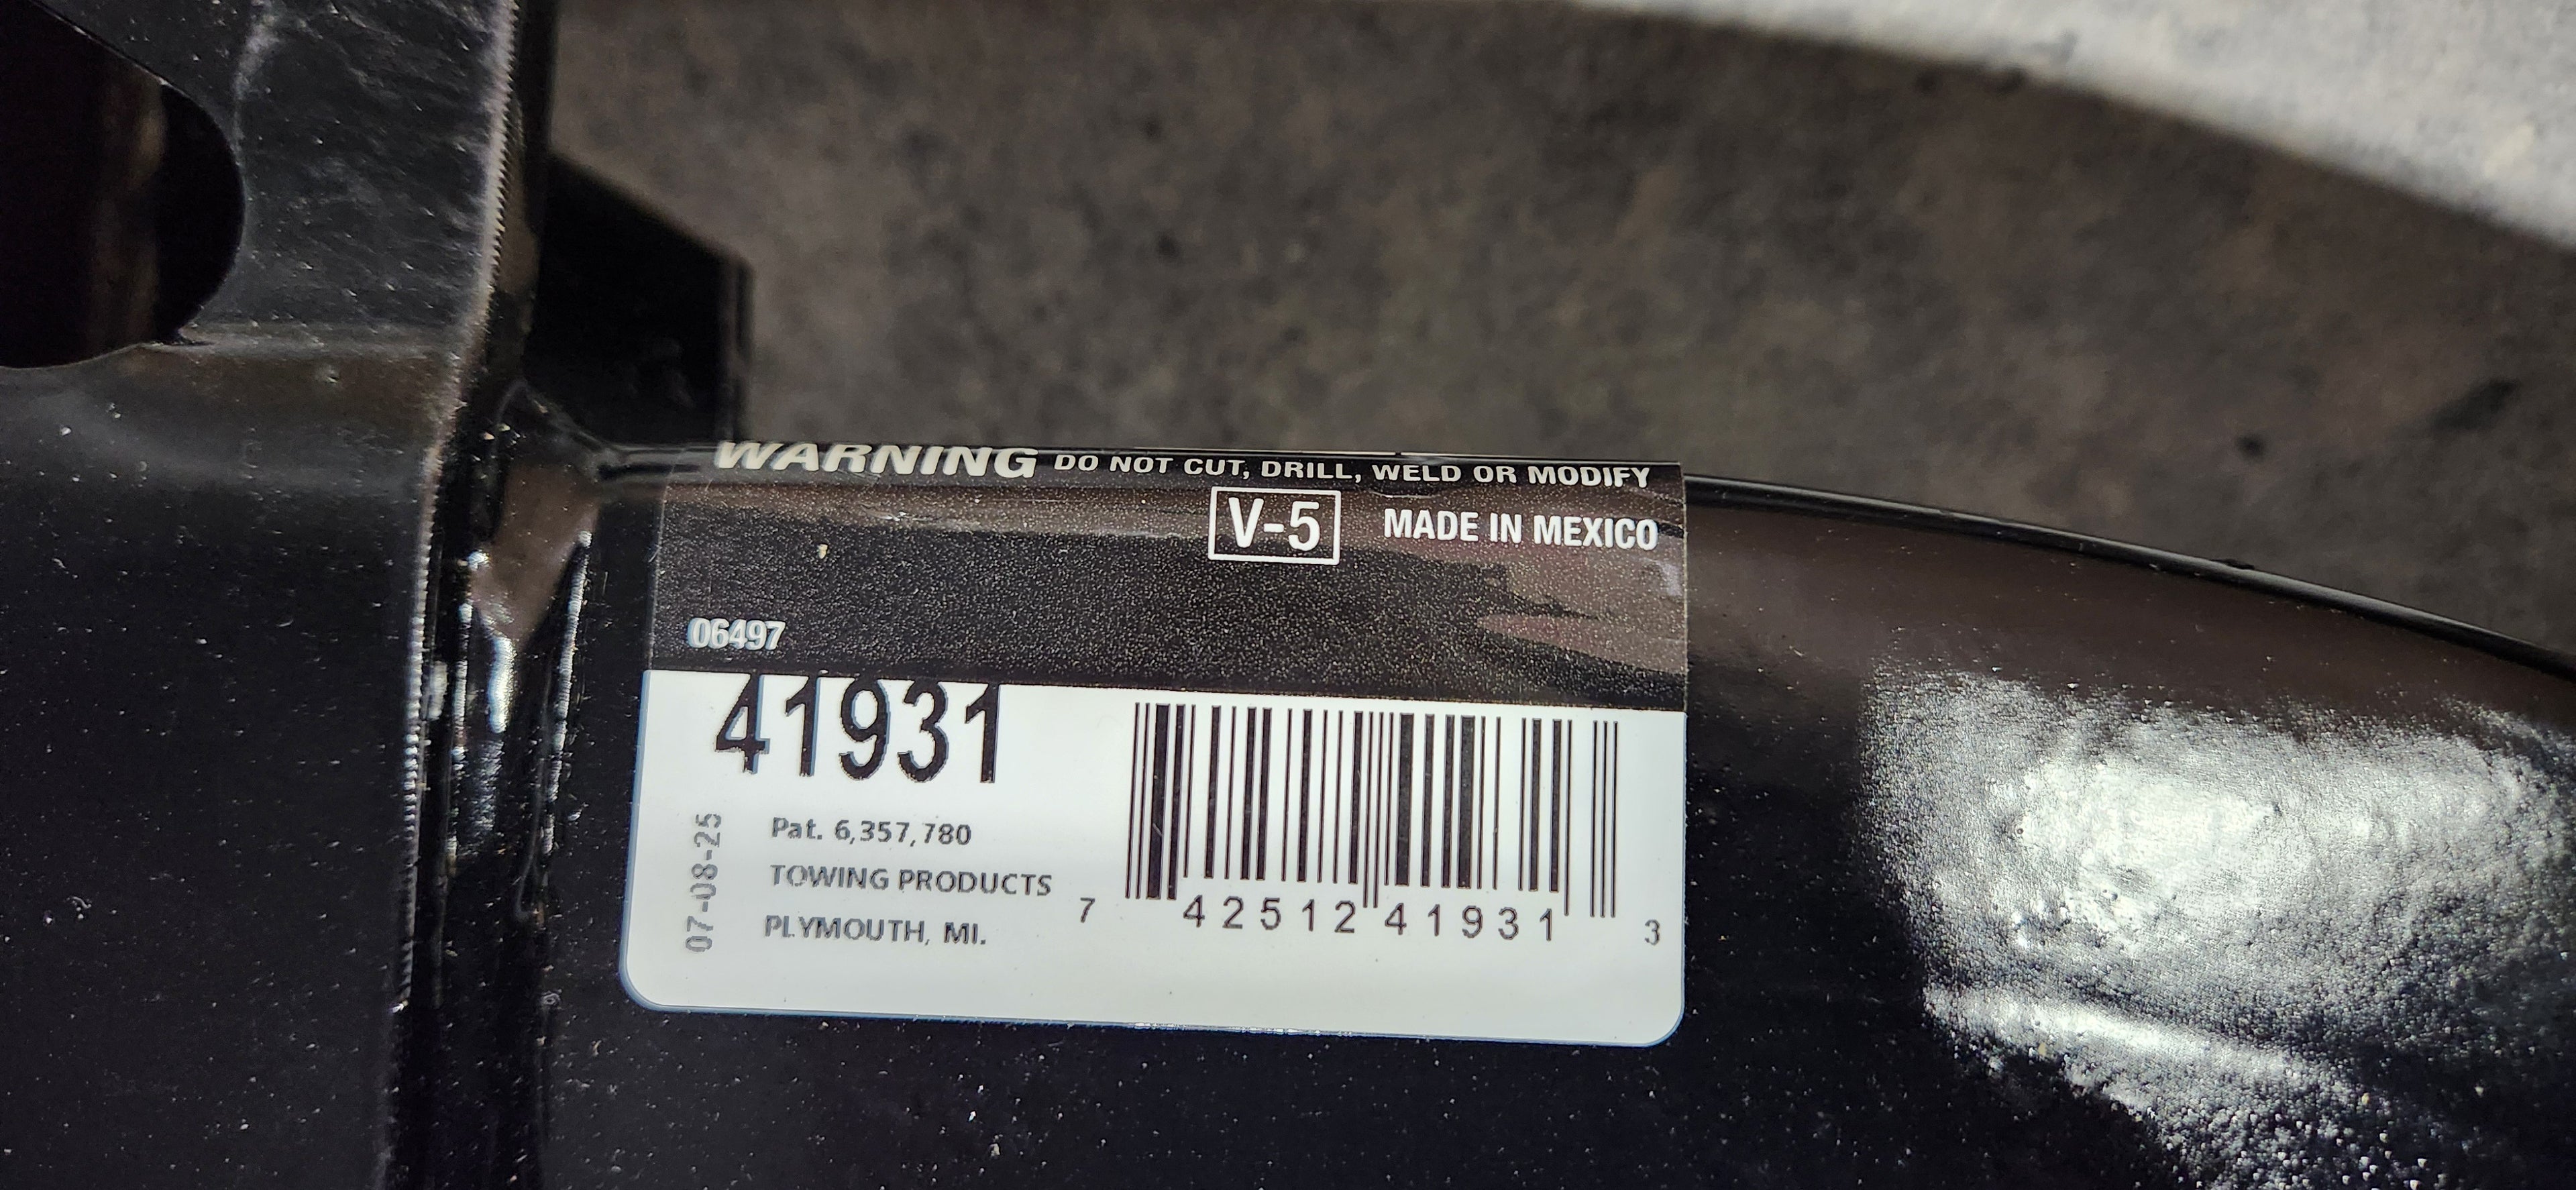 WARNING DO NOT CUT, DRILL, WELD OR MODIFY
V-5 MADE IN MEXICO
06497
41931
07-08-25
Pat. 6,357,780
TOWING PRODUCTS
PLYMOUTH, MI.
7 42512 41931 3